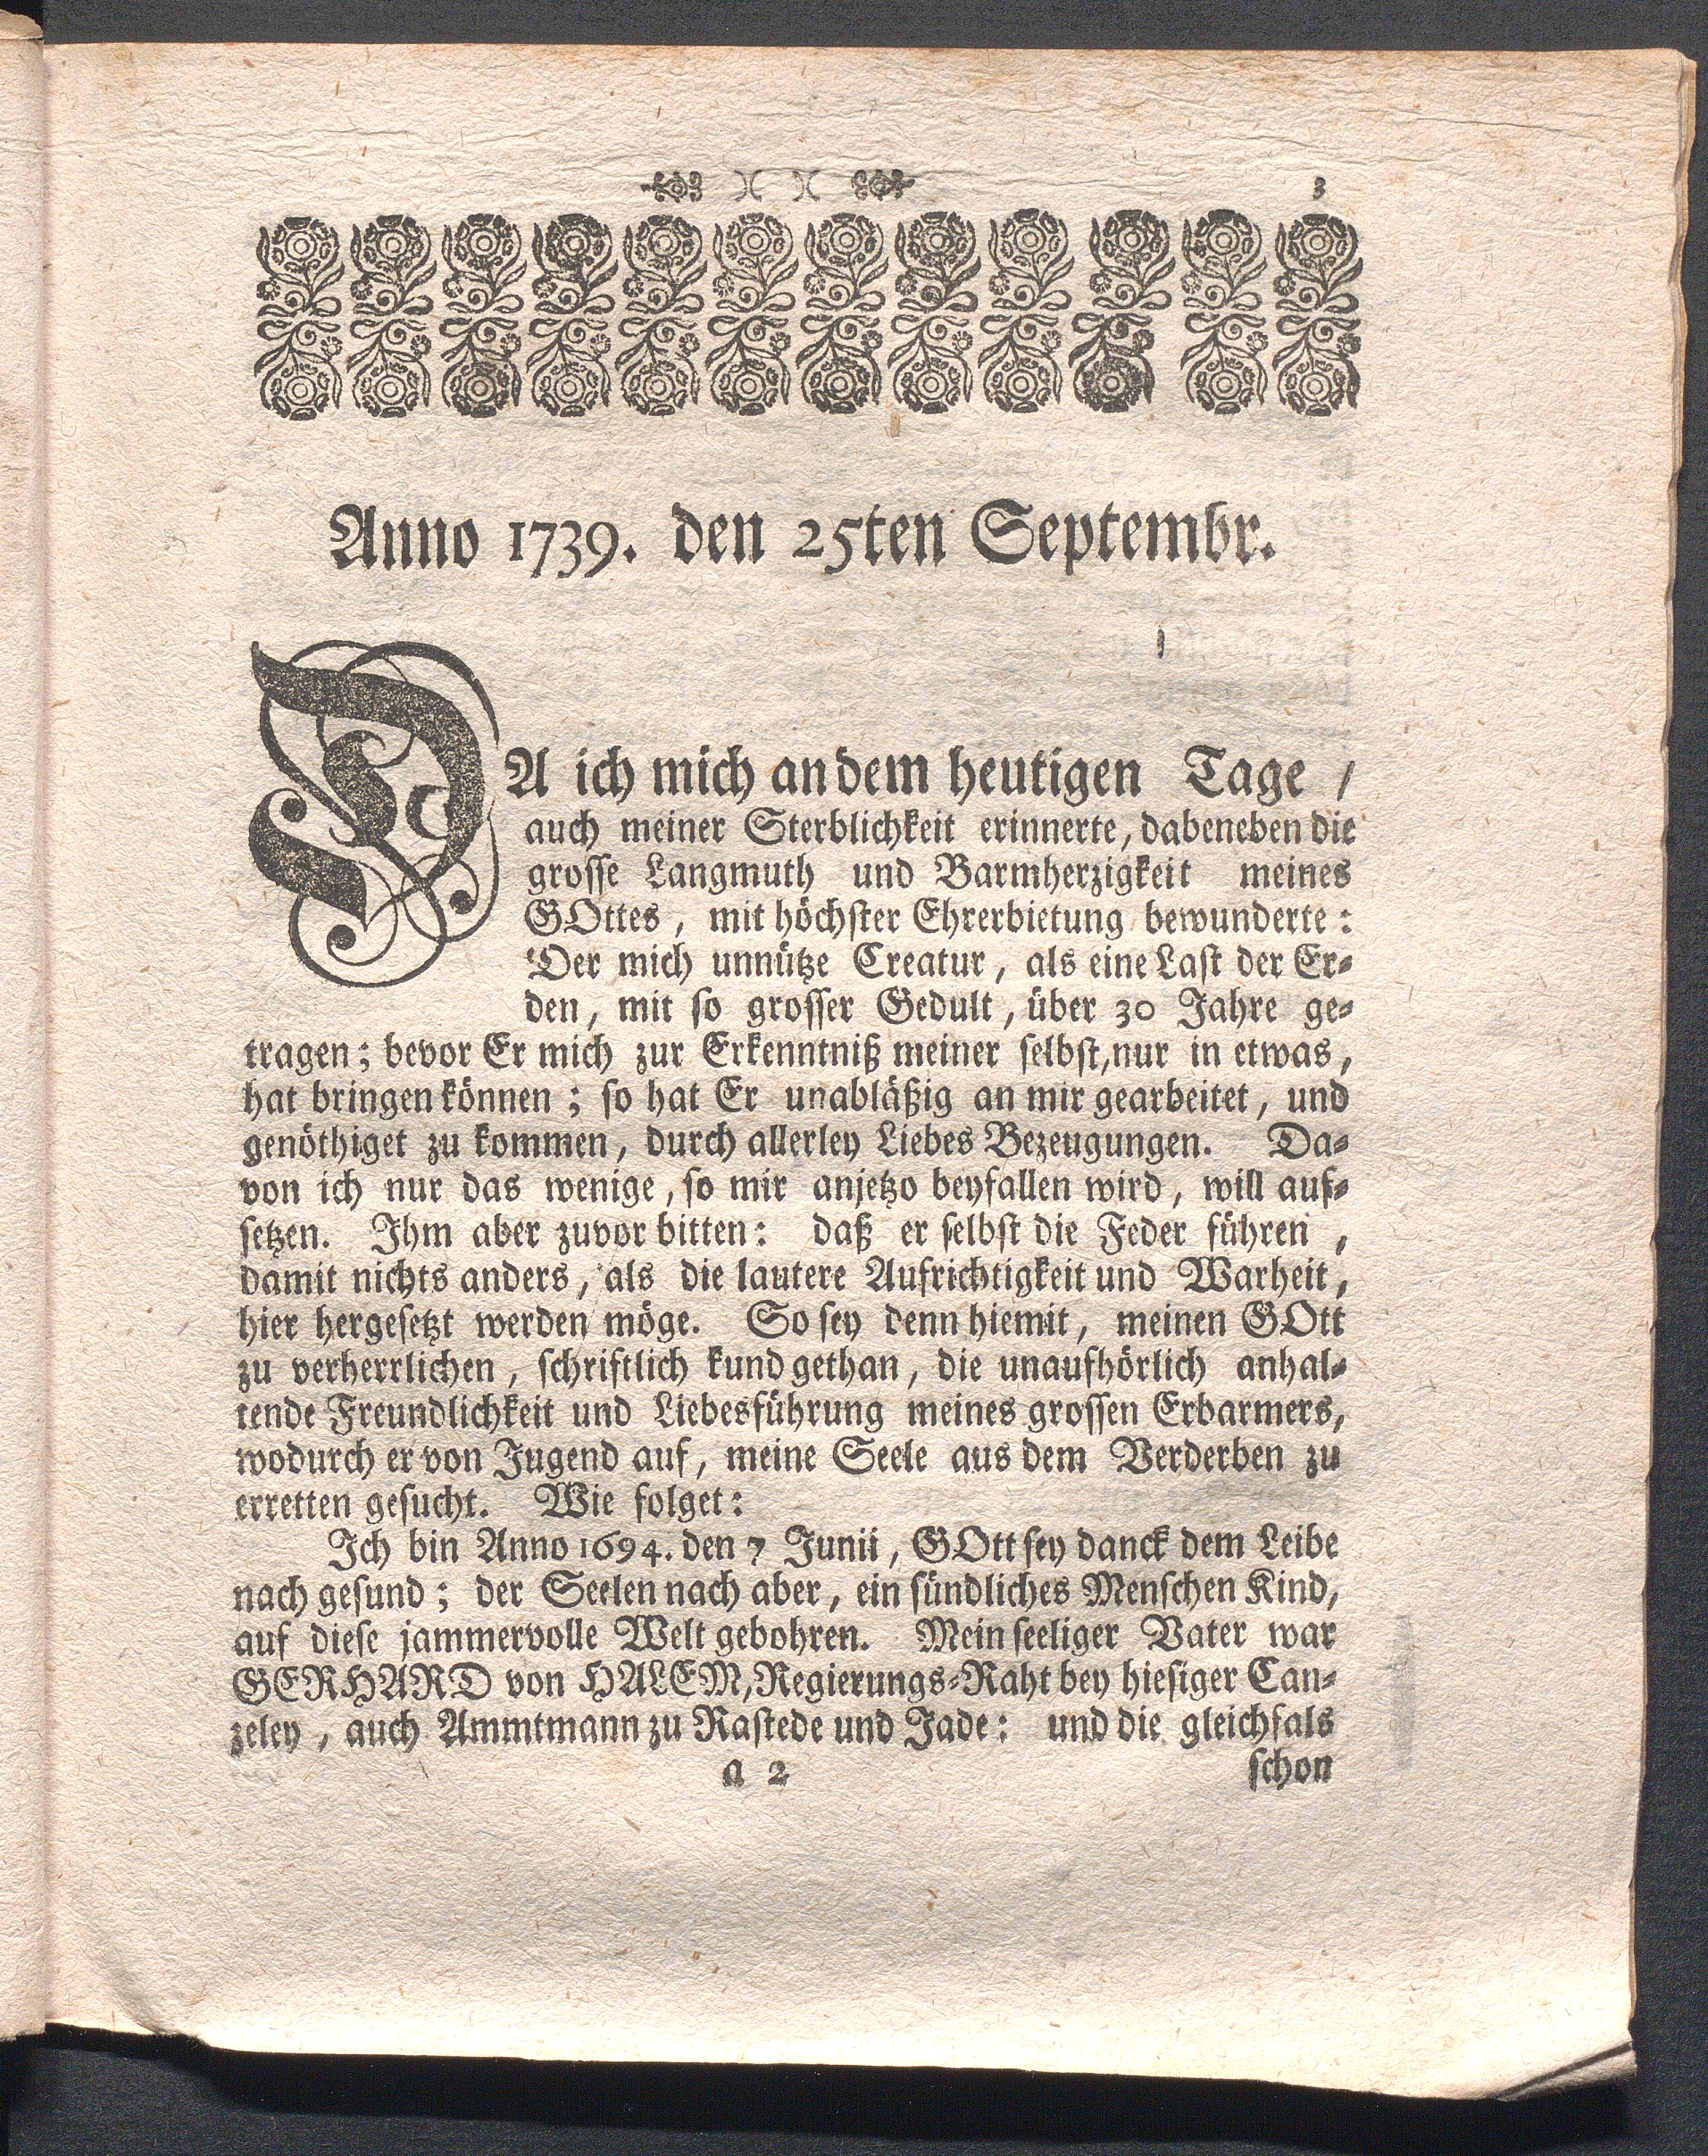 3
Anno 1739. den 25ten Septembr.
DA ich mich an dem heutigen Tage /
auch meiner Sterblichkeit erinnerte, dabeneben die
grosse Langmuth und Barmherzigkeit meines
GOttes, mit höchster Ehrerbietung bewunderte:
Der mich unnütze Creatur, als eine Last der Er-
den, mit so grosser Gedult, über 30 Jahre ge-
tragen; bevor Er mich zur Erkenntniß meiner selbst, nur in etwas,
hat bringen können; so hat Er unabläßig an mir gearbeitet, und
genöthiget zu kommen, durch allerley Liebes Bezeugungen. Da-
von ich nur das wenige, so mir anjetzo beyfallen wird, will auf-
setzen. Ihm aber zuvor bitten: daß er selbst die Feder führen,
damit nichts anders, als die lautere Aufrichtigkeit und Warheit,
hier hergesetzt werden möge. So sey denn hiemit, meinen GOtt
zu verherrlichen, schriftlich kund gethan, die unaufhörlich anhal-
tende Freundlichkeit und Liebesführung meines grossen Erbarmers,
wodurch er von Jugend auf, meine Seele aus dem Verderben zu
erretten gesucht. Wie folget:
Ich bin Anno 1694. den 7 Junii, GOtt sey danck dem Leibe
nach gesund; der Seelen nach aber, ein sündliches Menschen Kind,
auf diese jammervolle Welt gebohren. Mein seeliger Vater war
GERHARD von HALEM, Regierungs-Raht bey hiesiger Can-
zeley, auch Ammtmann zu Rastede und Jade: und die gleichfals
a 2 schon